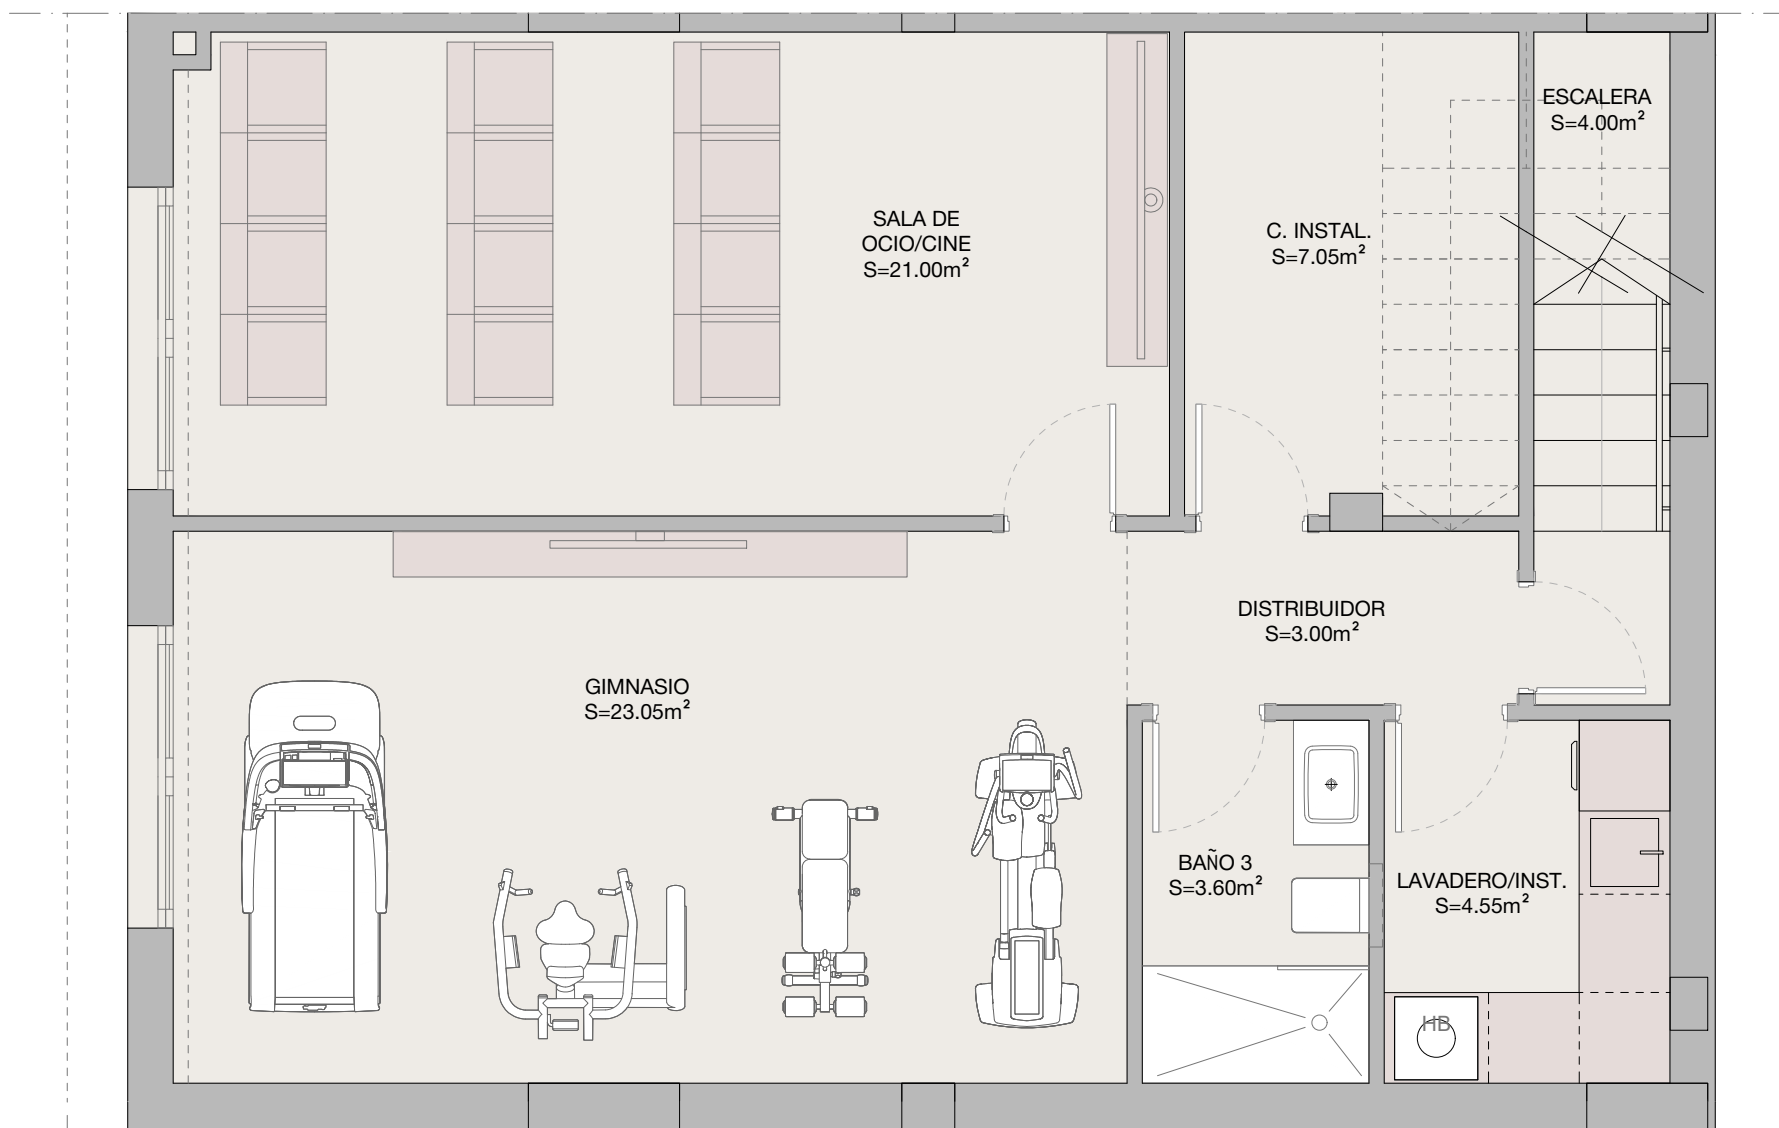 ESCALERA
S=4.00m²
SALA DE
OCIO/CINE
S=21.00m²
C. INSTAL.
S=7.05m²
DISTRIBUIDOR
S=3.00m²
GIMNASIO
S=23.05m²
BAÑO 3
S=3.60m²
LAVADERO/INST.
S=4.55m²
HB